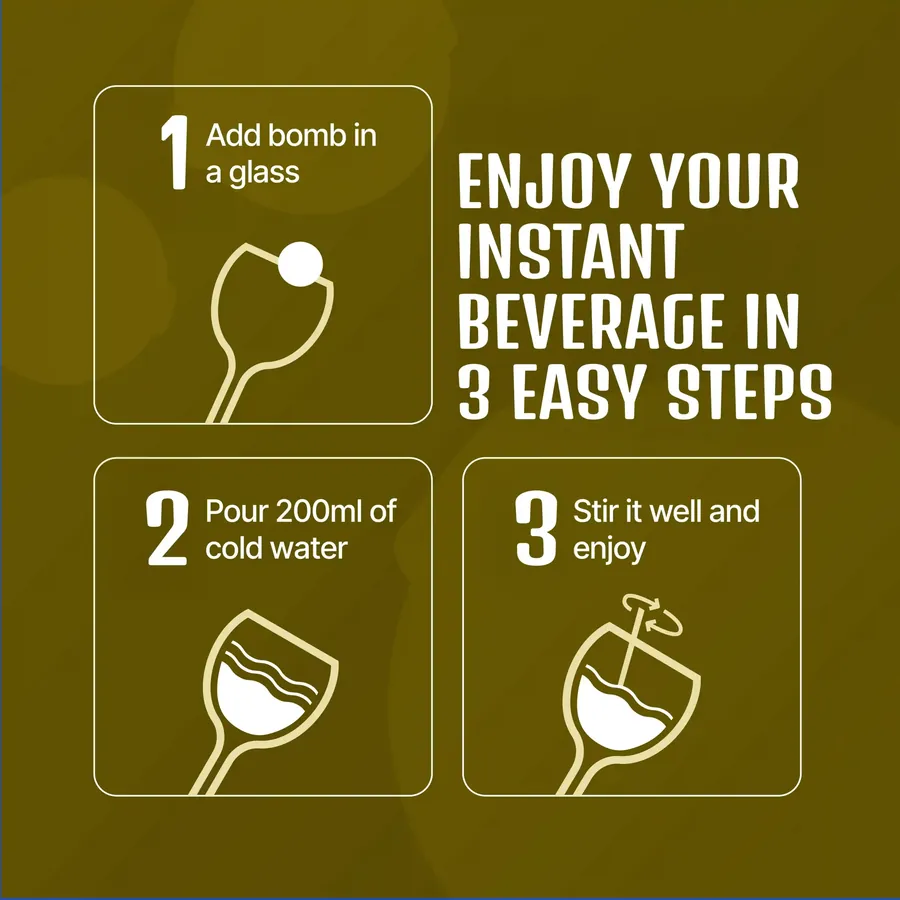 ENJOY YOUR
INSTANT
BEVERAGE IN
3 EASY STEPS
1 Add bomb in
a glass
2 Pour 200ml of
cold water
3 Stir it well and
enjoy